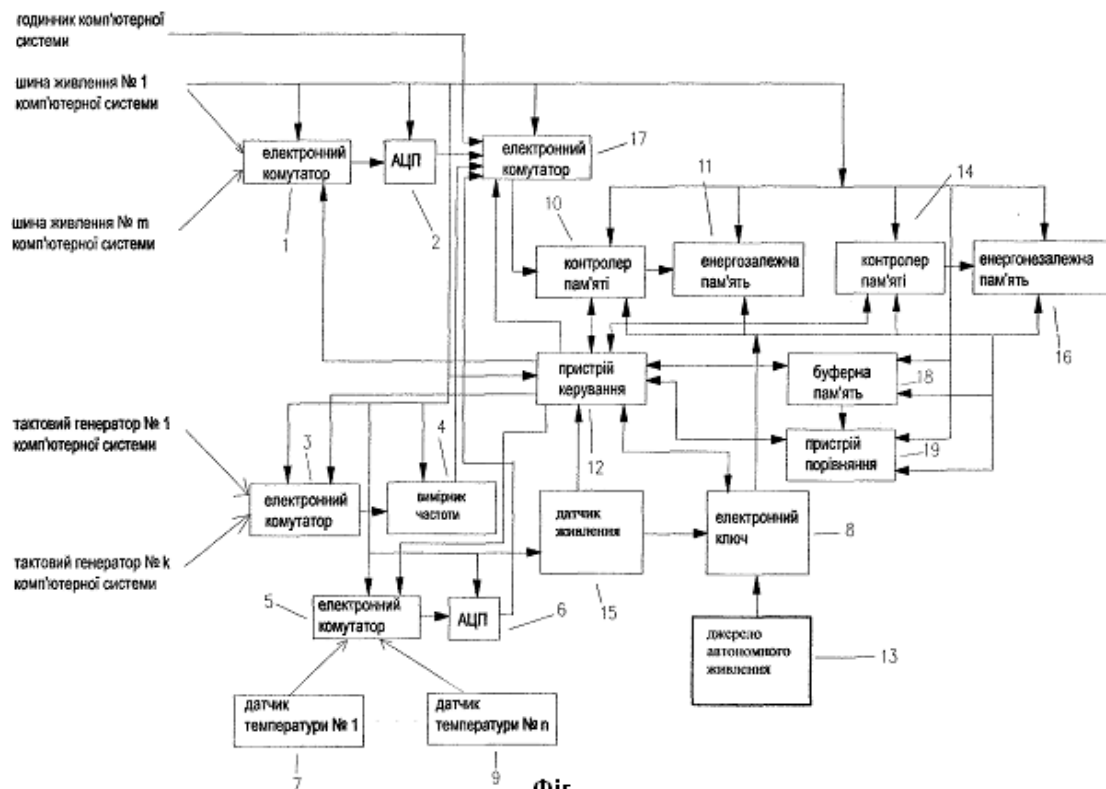 годинник комп'ютерної
системи
шина живлення № 1
комп'ютерної системи
електронний
комутатор
АЦП
електронний
комутатор
17
11
14
10
шина живлення № m
комп'ютерної системи
1
2
контролер
пам'яті
енергозалежна
пам'ять
контролер
пам'яті
енергонезалежна
пам'ять
16
пристрій
керування
буферна
пам'ять
18
тактовий генератор № 1
комп'ютерної системи
3
4
12
пристрій
порівняння
19
електронний
комутатор
вимірник
частоти
датчик
живлення
електронний
ключ
8
тактовий генератор № k
комп'ютерної системи
5
електронний
комутатор
АЦП
6
15
джерело
автономного
живлення
13
датчик
температури № 1
датчик
температури № n
7
9
Фіг